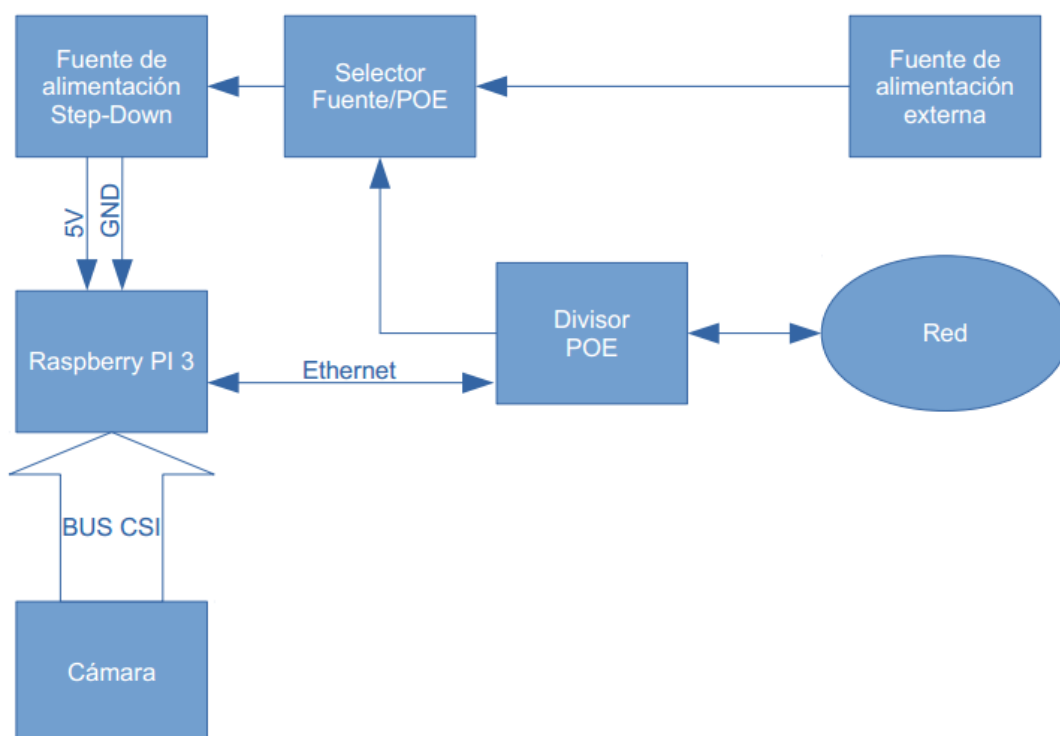 Fuente de
alimentación
Step-Down
Selector
Fuente/POE
Fuente de
alimentación
externa
5V
GND
Raspberry PI 3
Ethernet
Divisor
POE
Red
BUS CSI
Cámara